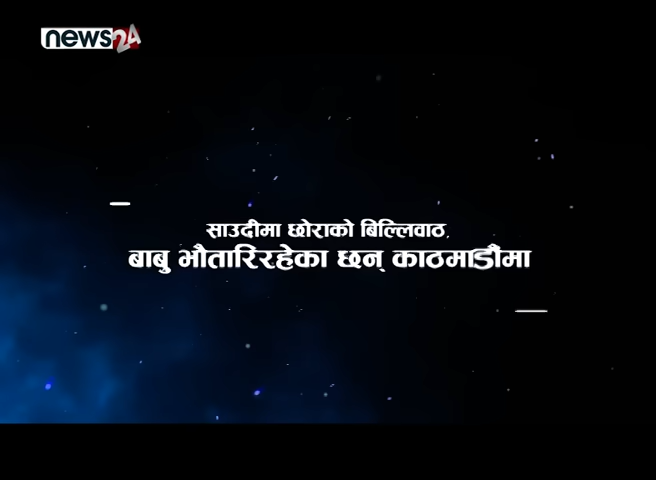 news24
साउदीमा छोराको बिल्लिवाठ,
बाबु भौतारिरहेका छन् काठमाडौंमा